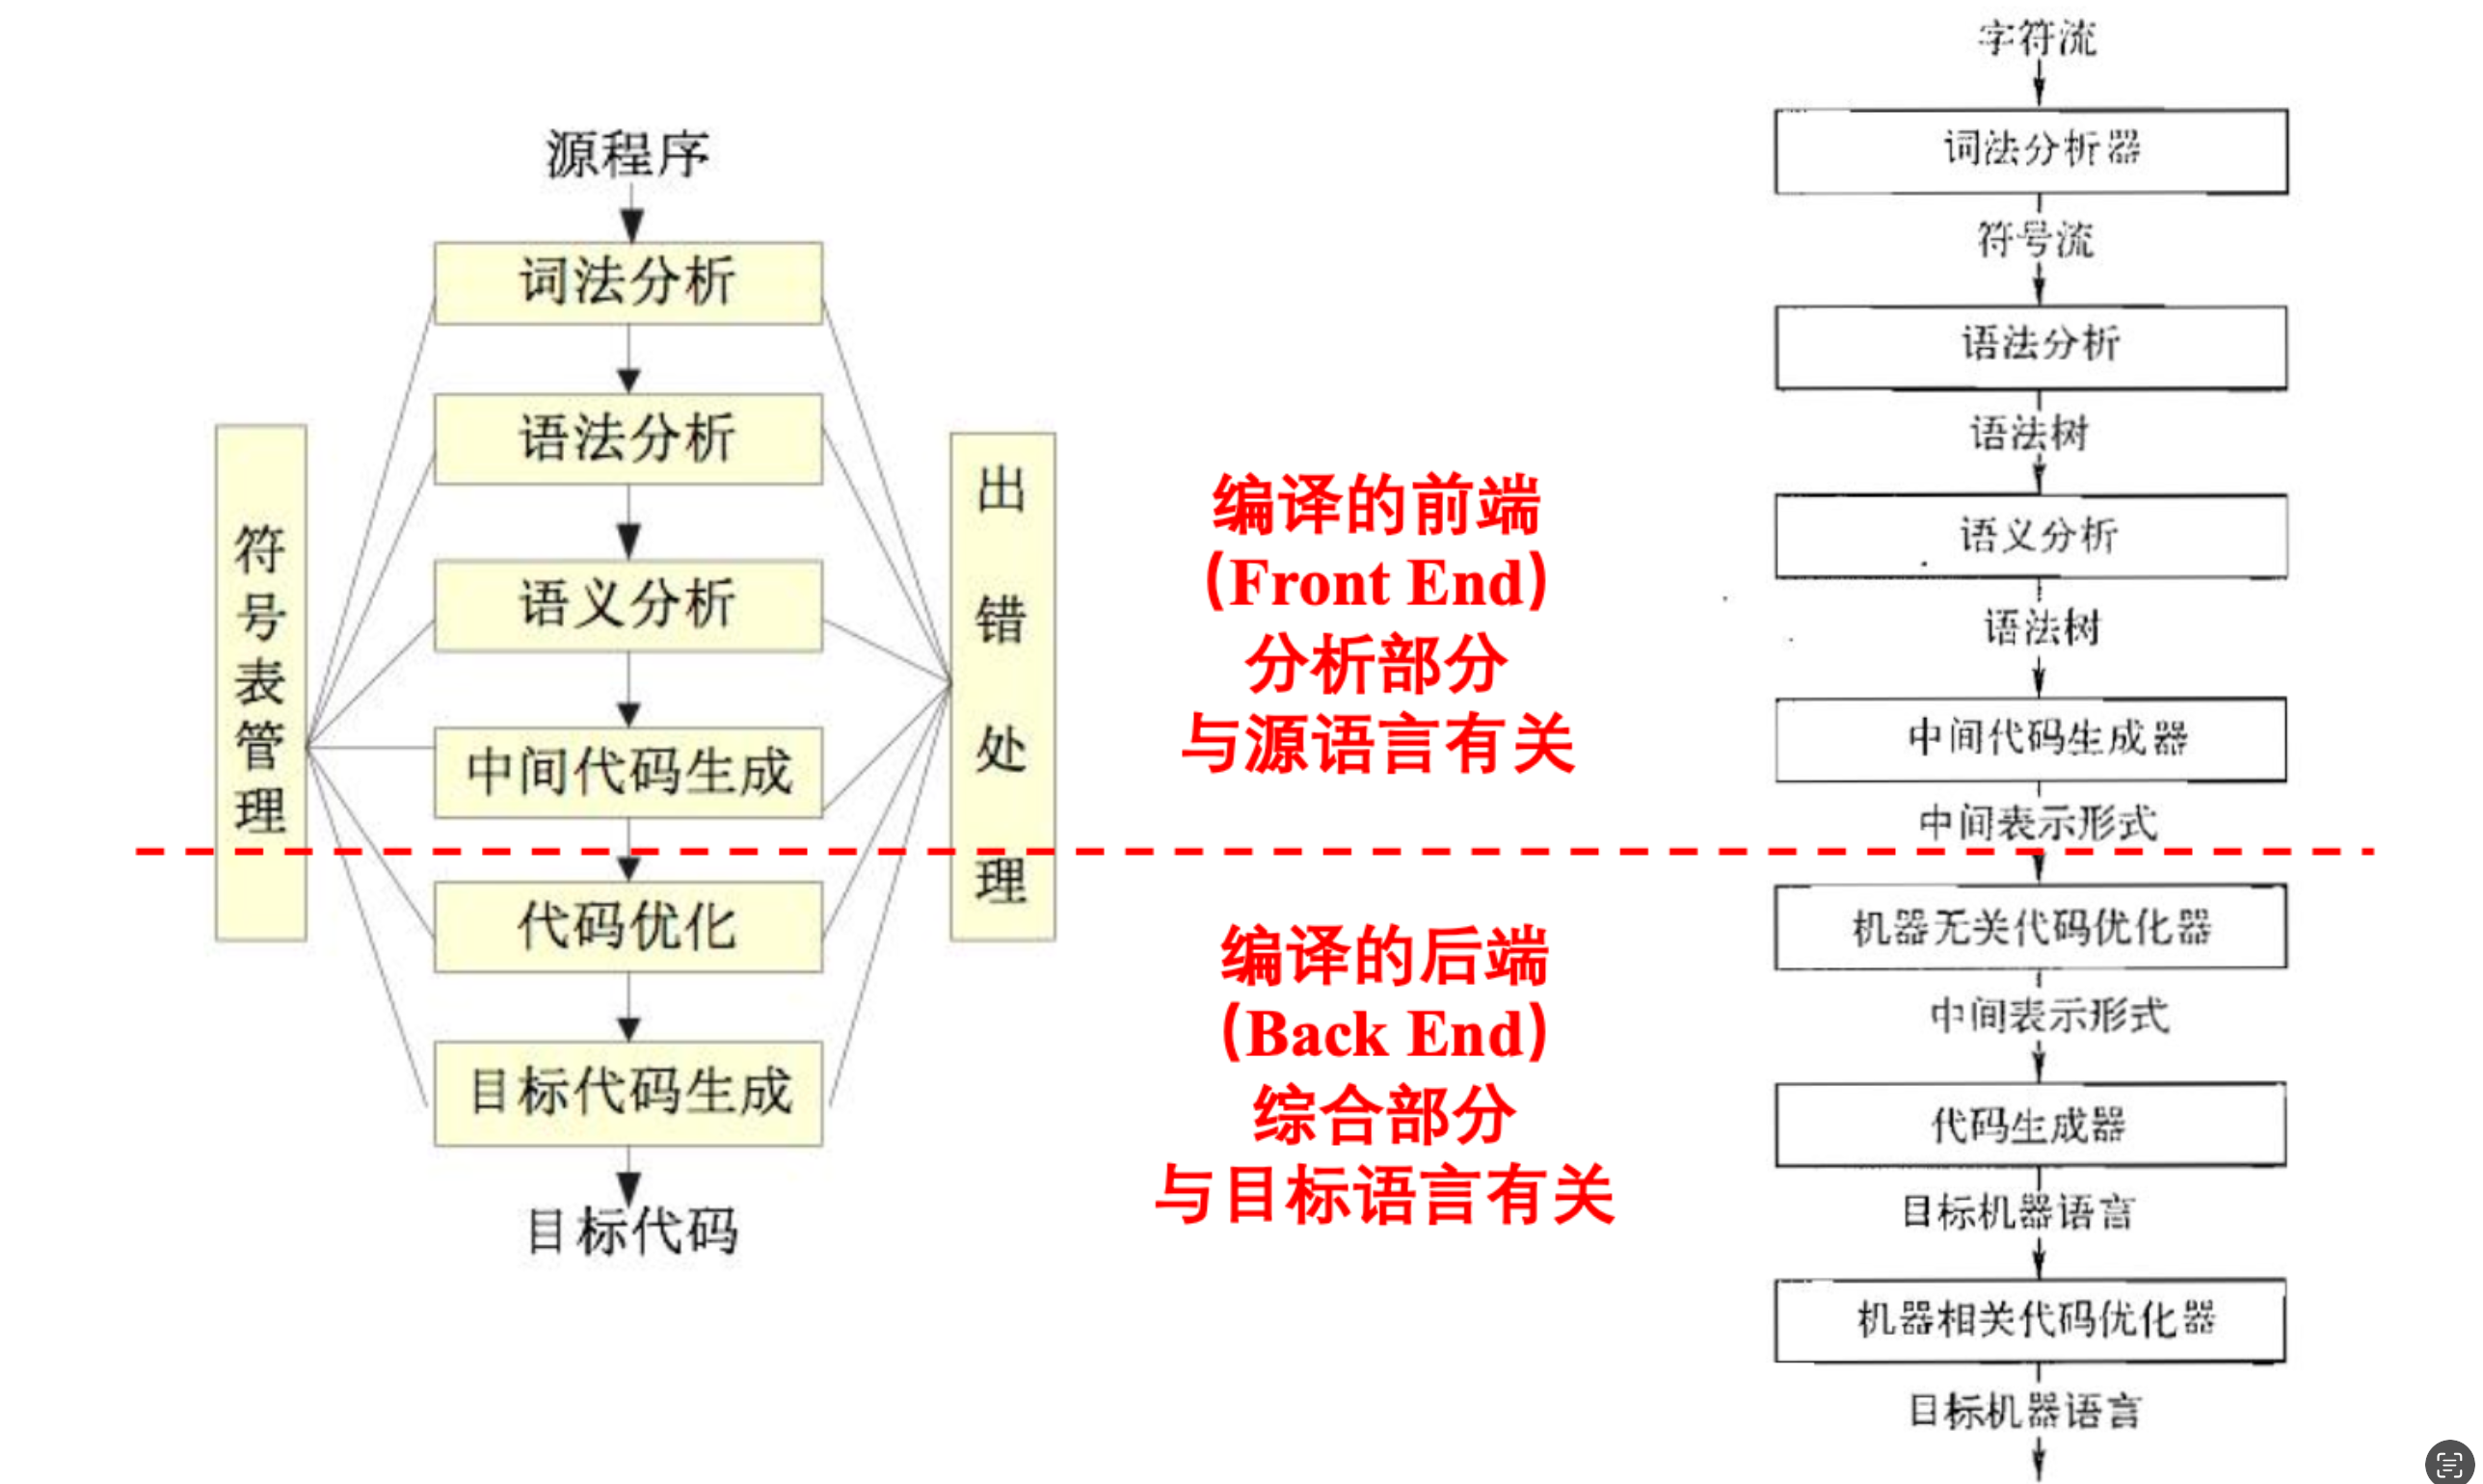 源程序
词法分析
语法分析
语义分析
中间代码生成
代码优化
目标代码生成
目标代码
符号表管理
出错处理
编译的前端
(Front End)
分析部分
与源语言有关
编译的后端
(Back End)
综合部分
与目标语言有关
字符流
词法分析器
符号流
语法分析
语法树
语义分析
语法树
中间代码生成器
中间表示形式
机器无关代码优化器
中间表示形式
代码生成器
目标机器语言
机器相关代码优化器
目标机器语言